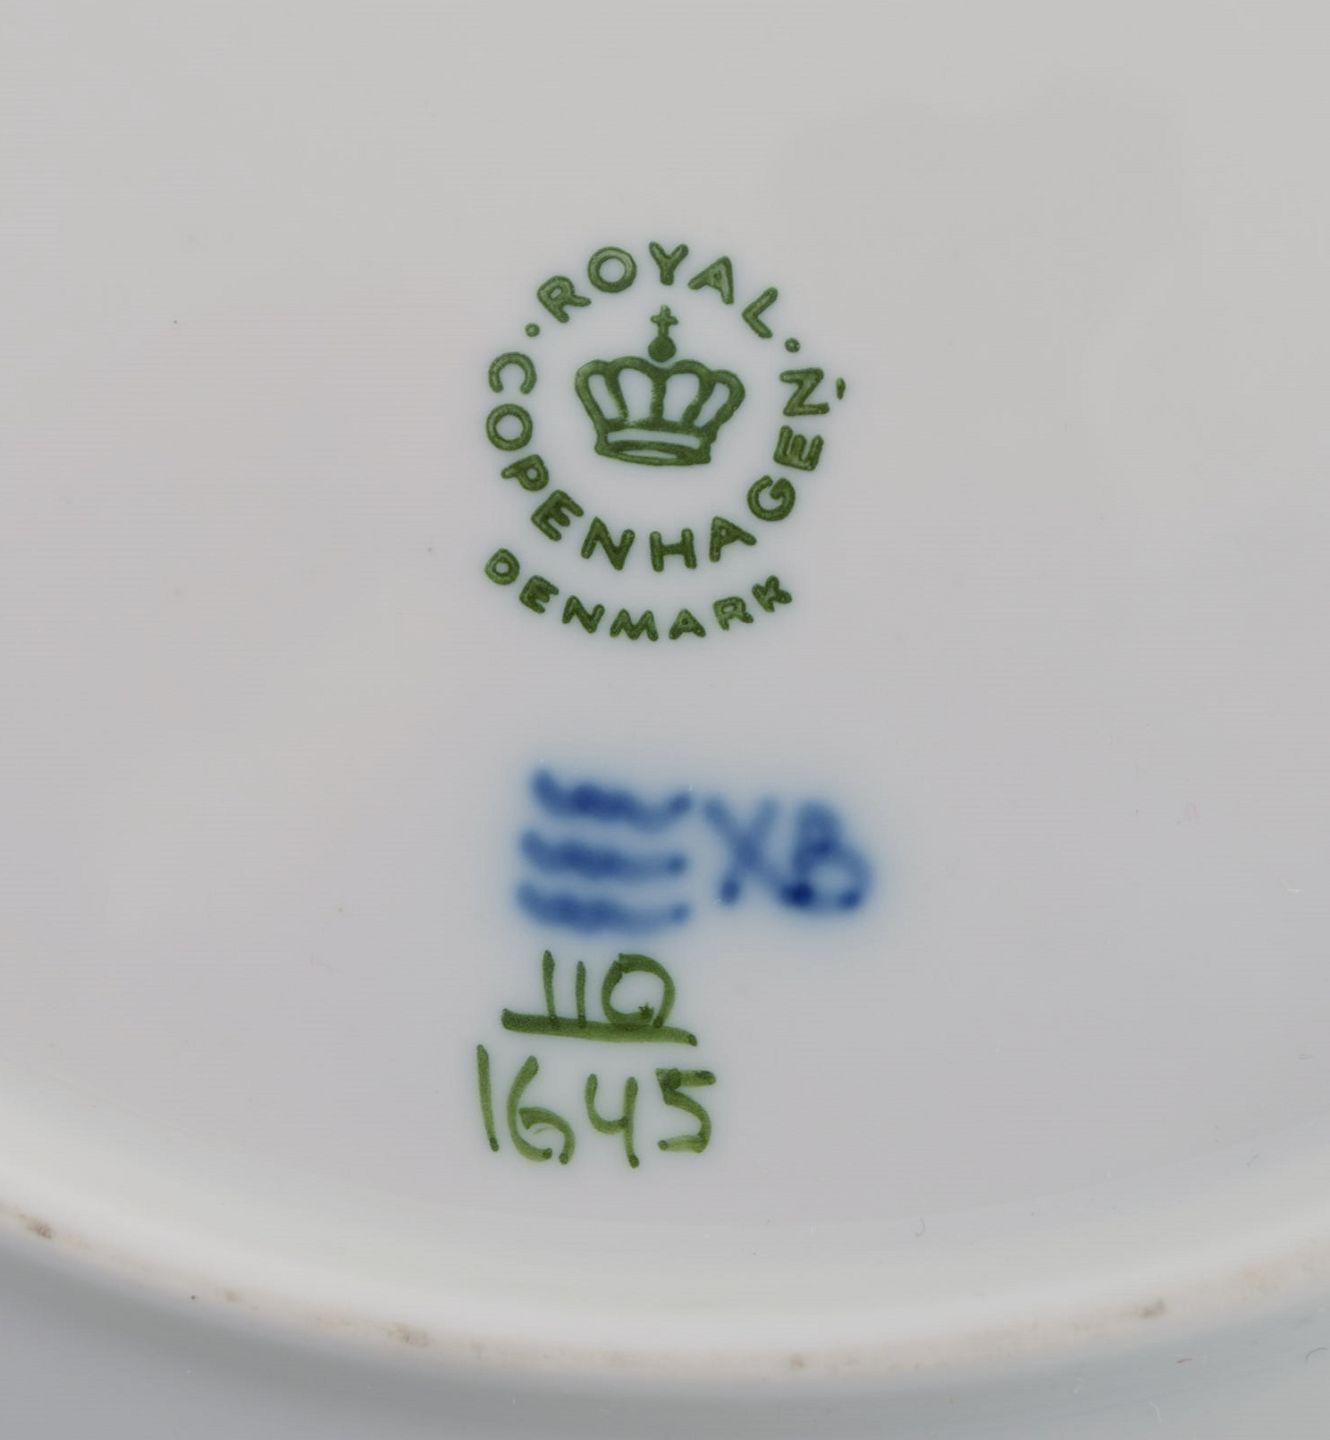 ROYAL
COPENHAGEN
DENMARK
XB
110
1645